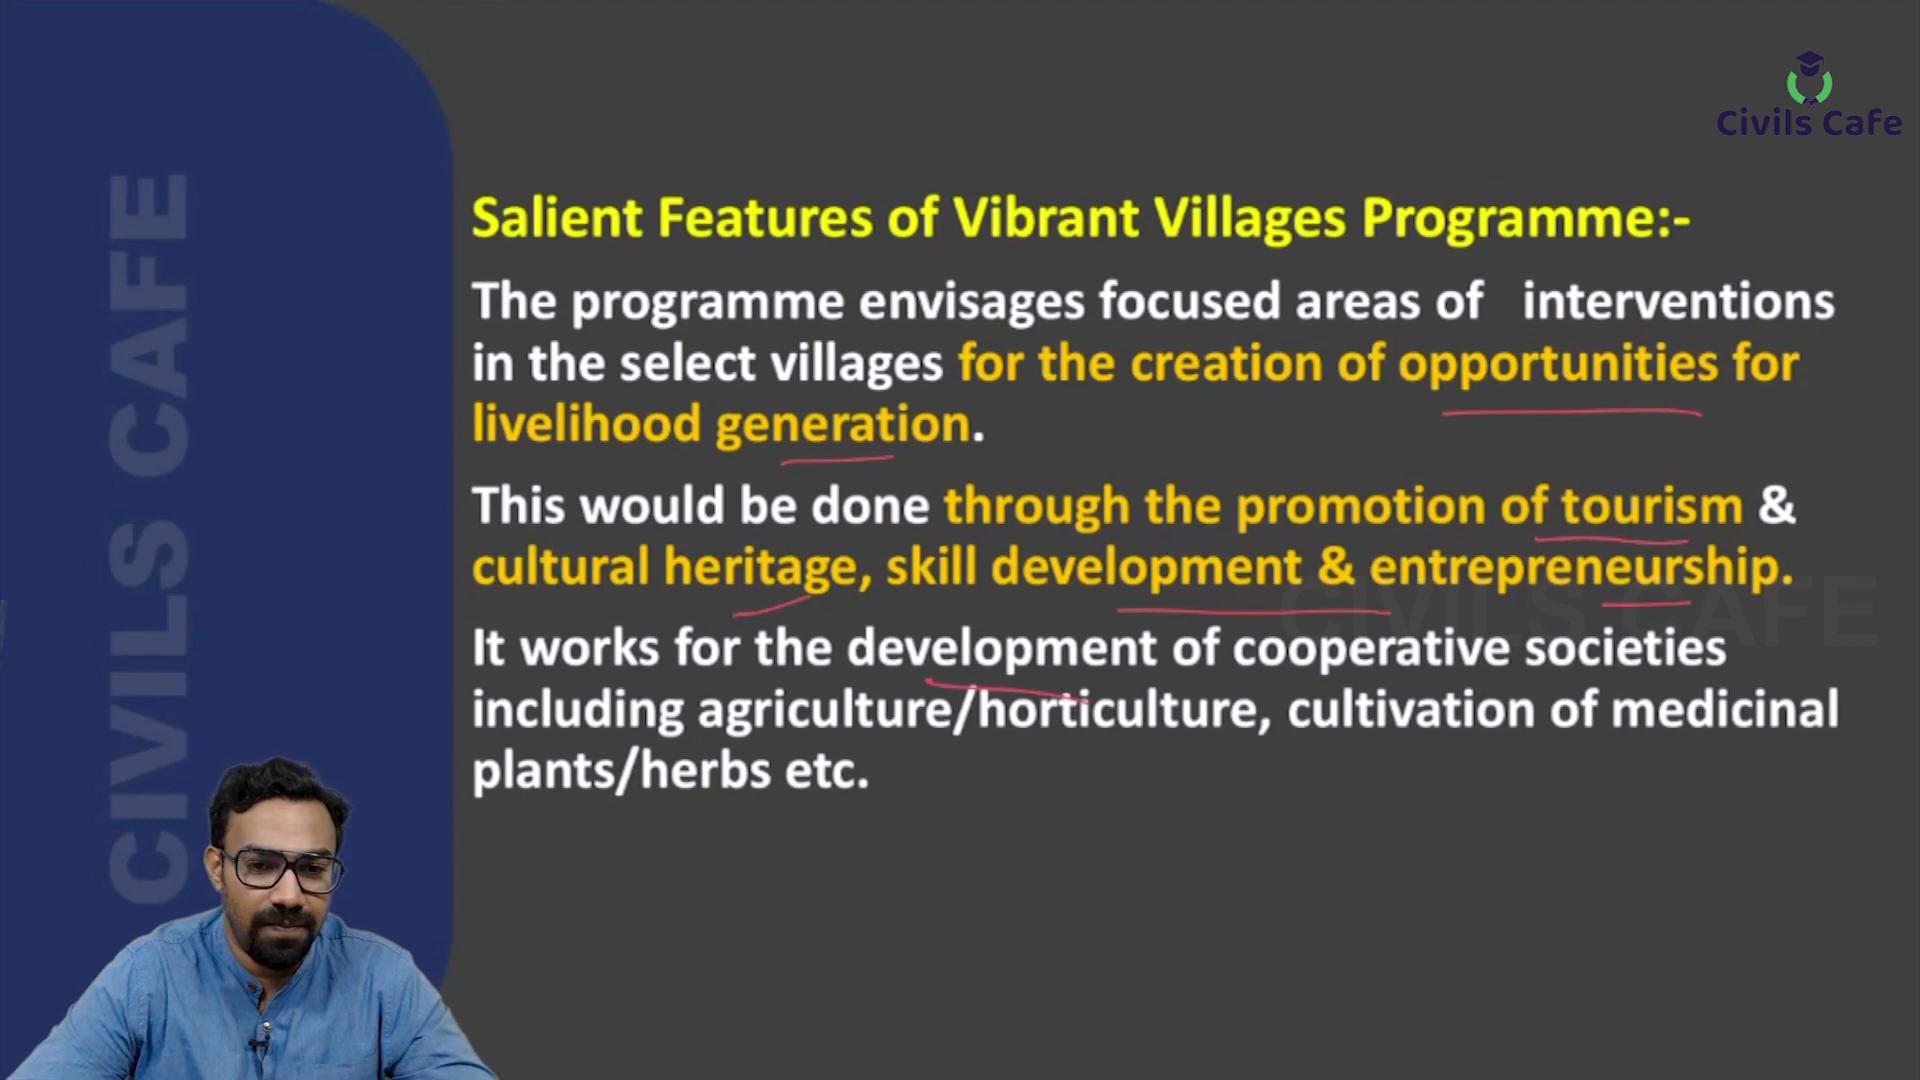 Civils Cafe
CIVILS CAFE
Salient Features of Vibrant Villages Programme:-
The programme envisages focused areas of interventions
in the select villages for the creation of opportunities for
livelihood generation.
This would be done through the promotion of tourism &
cultural heritage, skill development & entrepreneurship.
It works for the development of cooperative societies
including agriculture/horticulture, cultivation of medicinal
plants/herbs etc.
CIVILS CAFE